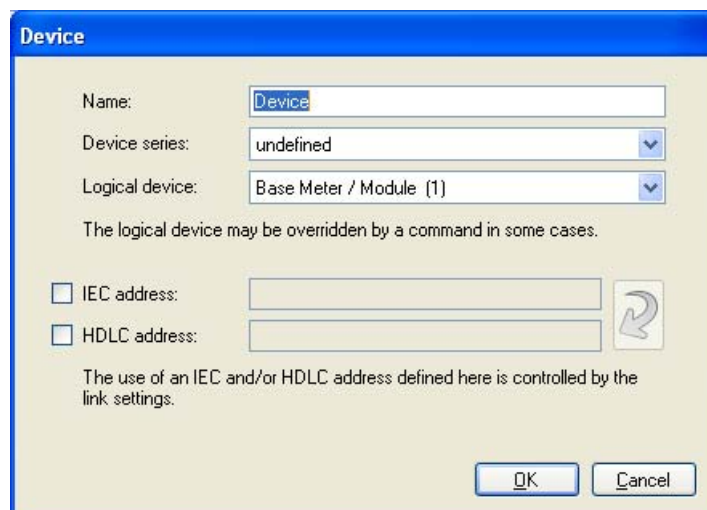 Device
Name: Device
Device series: undefined
Logical device: Base Meter / Module (1)
The logical device may be overridden by a command in some cases.
IEC address:
HDLC address:
The use of an IEC and/or HDLC address defined here is controlled by the
link settings.
OK Cancel